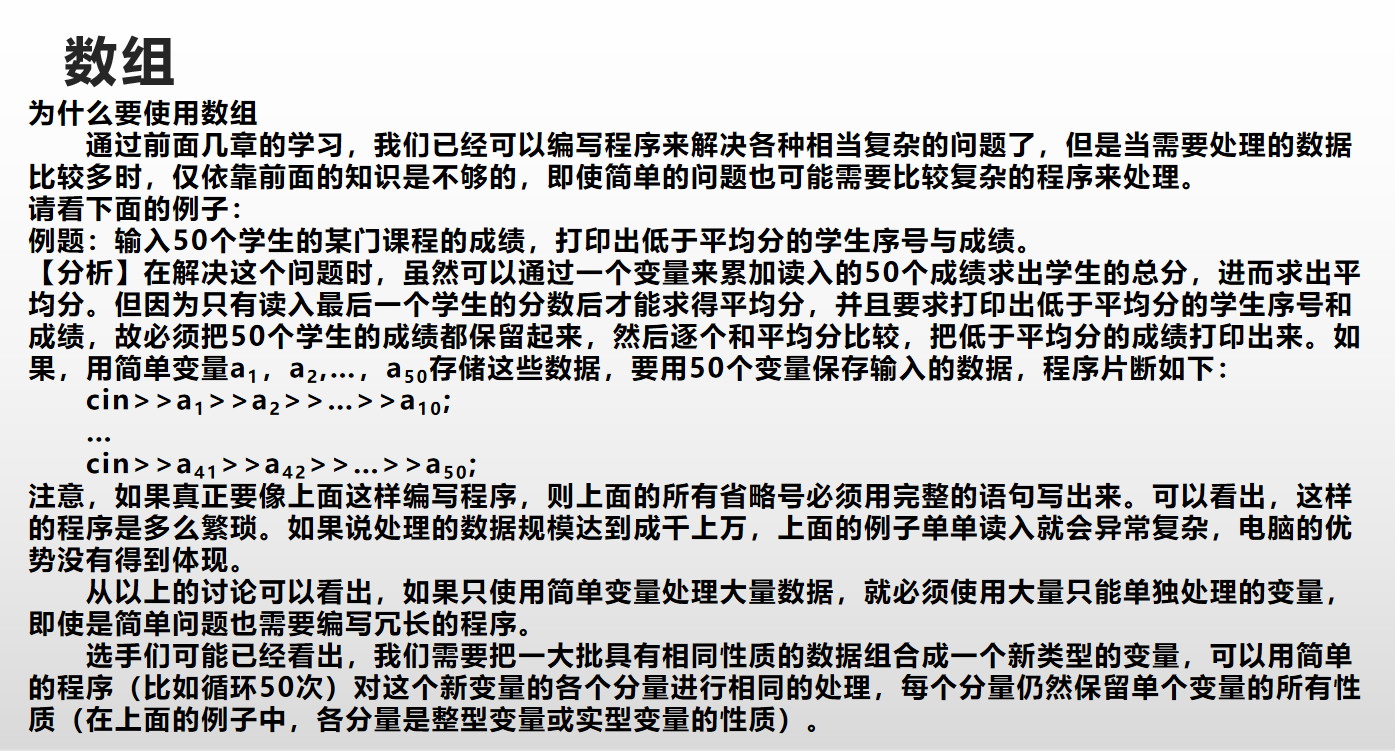 数组
为什么要使用数组
通过前面几章的学习，我们已经可以编写程序来解决各种相当复杂的问题了，但是当需要处理的数据
比较多时，仅依靠前面的知识是不够的，即使简单的问题也可能需要比较复杂的程序来处理。
请看下面的例子：
例题：输入50个学生的某门课程的成绩，打印出低于平均分的学生序号与成绩。
【分析】在解决这个问题时，虽然可以通过一个变量来累加读入的50个成绩求出学生的总分，进而求出平
均分。但因为只有读入最后一个学生的分数后才能求得平均分，并且要求打印出低于平均分的学生序号和
成绩，故必须把50个学生的成绩都保留起来，然后逐个和平均分比较，把低于平均分的成绩打印出来。如
果，用简单变量a₁，a₂,…，a₅₀存储这些数据，要用50个变量保存输入的数据，程序片断如下：
cin>>a₁>>a₂>>…>>a₁₀;
…
cin>>a₄₁>>a₄₂>>…>>a₅₀;
注意，如果真正要像上面这样编写程序，则上面的所有省略号必须用完整的语句写出来。可以看出，这样
的程序是多么繁琐。如果说处理的数据规模达到成千上万，上面的例子单单读入就会异常复杂，电脑的优
势没有得到体现。
从以上的讨论可以看出，如果只使用简单变量处理大量数据，就必须使用大量只能单独处理的变量，
即使是简单问题也需要编写冗长的程序。
选手们可能已经看出，我们需要把一大批具有相同性质的数据组合成一个新类型的变量，可以用简单
的程序（比如循环50次）对这个新变量的各个分量进行相同的处理，每个分量仍然保留单个变量的所有性
质（在上面的例子中，各分量是整型变量或实型变量的性质）。